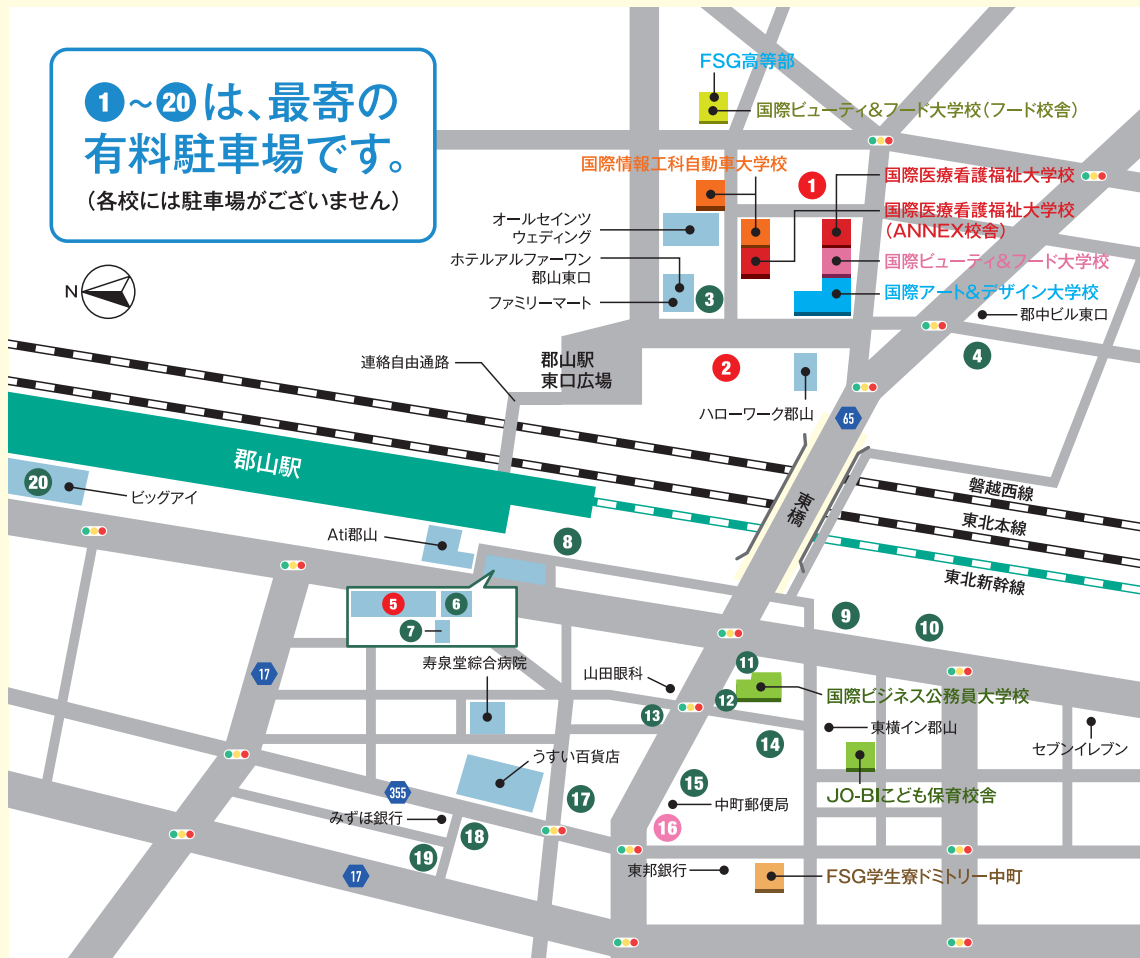 1～20は、最寄の
有料駐車場です。
(各校には駐車場がございません)
N
FSG高等部
国際ビューティ&フード大学校(フード校舎)
国際情報工科自動車大学校
1
国際医療看護福祉大学校
国際医療看護福祉大学校
(ANNEX校舎)
オールセインツ
ウェディング
国際ビューティ&フード大学校
ホテルアルファーワン
郡山東口
ファミリーマート
3
国際アート&デザイン大学校
郡中ビル東口
4
連絡自由通路
郡山駅
東口広場
2
ハローワーク郡山
65
郡山駅
20
ビッグアイ
東橋
磐越西線
東北本線
東北新幹線
Ati郡山
8
5
6
7
9
10
17
寿泉堂綜合病院
山田眼科
11
12
13
国際ビジネス公務員大学校
東横イン郡山
セブンイレブン
14
うすい百貨店
15
JO-BIこども保育校舎
355
みずほ銀行
17
中町郵便局
16
18
19
17
東邦銀行
FSG学生寮ドミトリー中町